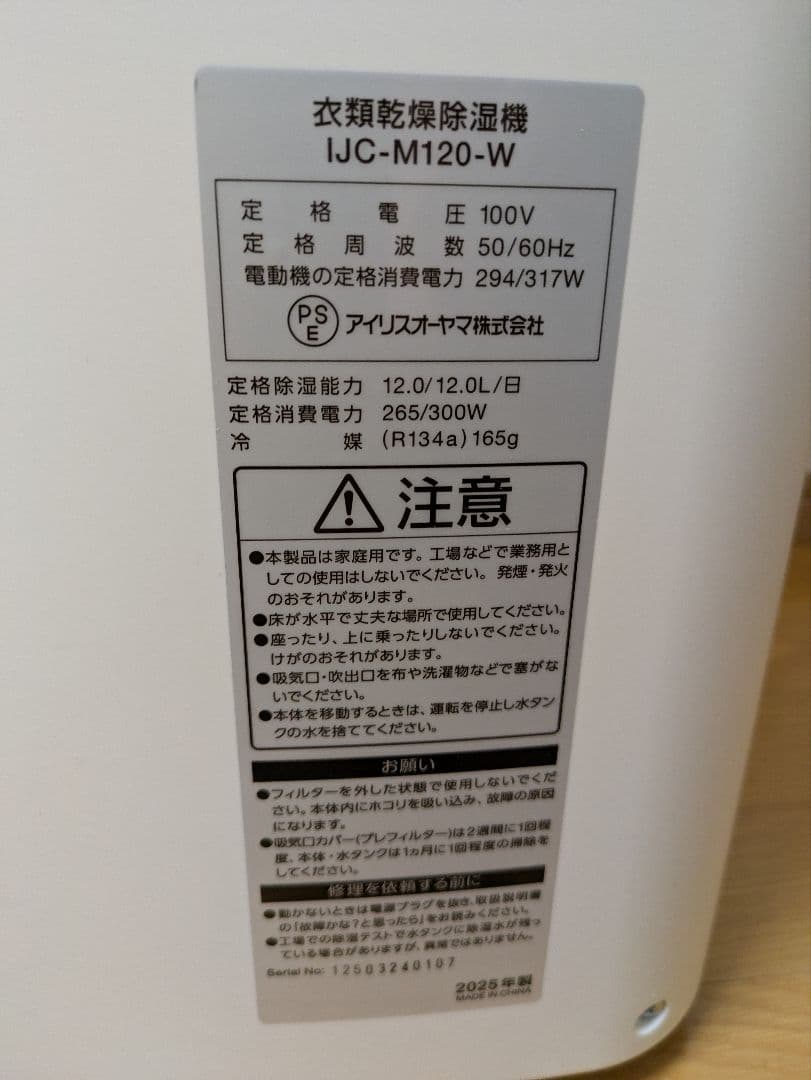 衣類乾燥除湿機
IJC-M120-W
定格電圧 100V
定格周波数 50/60Hz
電動機の定格消費電力 294/317W
PSE アイリスオーヤマ株式会社
定格除湿能力 12.0/12.0L/日
定格消費電力 265/300W
冷媒 (R134a)165g
注意
●本製品は家庭用です。工場などで業務用と
しての使用はしないでください。発煙・発火
のおそれがあります。
●床が水平で丈夫な場所で使用してください。
●座ったり、上に乗ったりしないでください。
けがのおそれがあります。
●吸気口・吹出口を布や洗濯物などで塞がな
いでください。
●本体を移動するときは、運転を停止し水タン
クの水を捨ててください。
お願い
●フィルターを外した状態で使用しないでくだ
さい。本体内にホコリを吸い込み、故障の原因
になります。
●吸気口カバー(プレフィルター)は2週間に1回程
度、本体・水タンクは1ヵ月に1回程度の掃除を
してください。
修理を依頼する前に
●動かないときは電源プラグを抜き、取扱説明書
の「故障かな?と思ったら」をお読みください。
●工場での除湿テストで水タンクに除湿水が残っ
ている場合がありますが、異常ではありません。
Serial No: 12503240107
2025年製
MADE IN CHINA